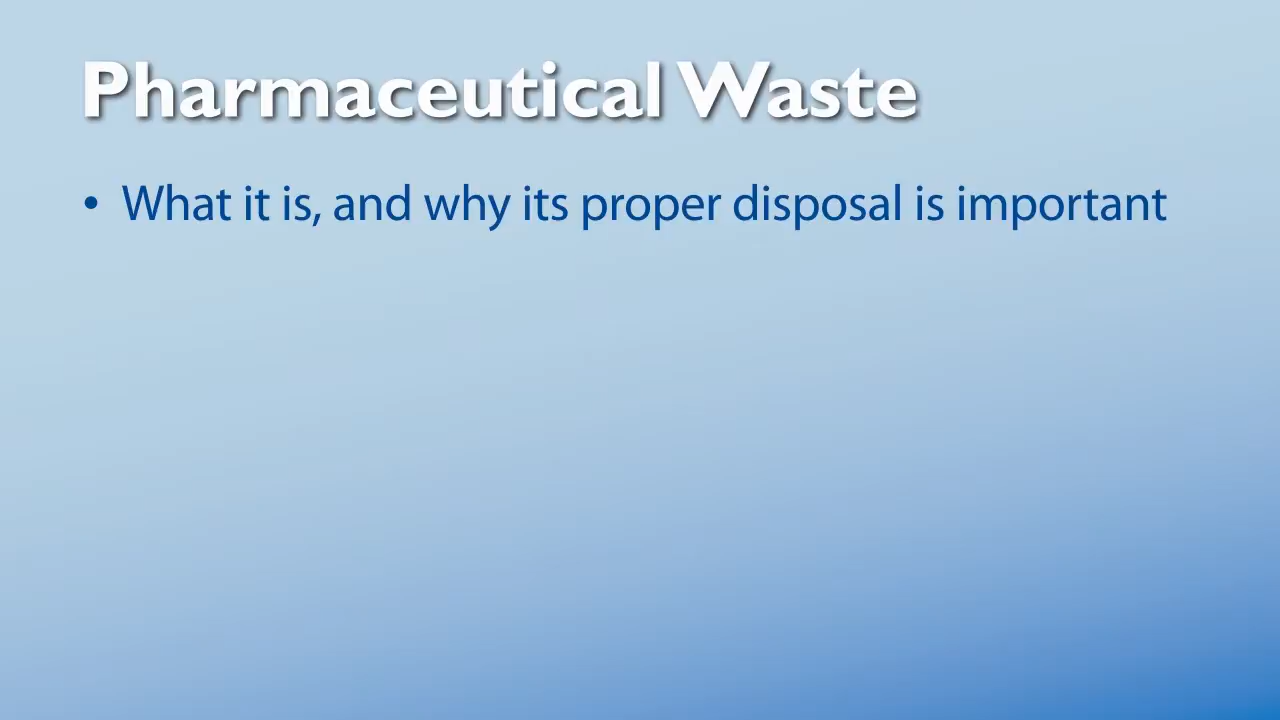 Pharmaceutical Waste
• What it is, and why its proper disposal is important